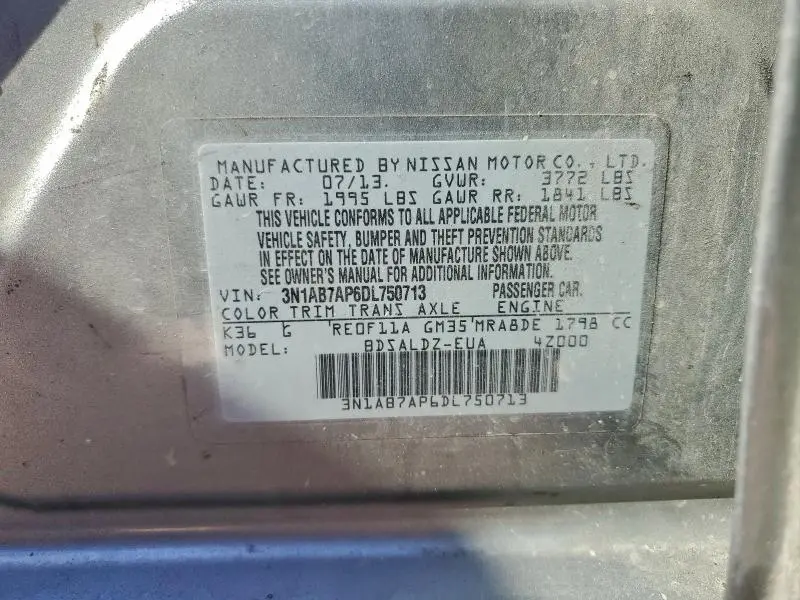 MANUFACTURED BY NISSAN MOTOR CO., LTD.
DATE: 07/13. GVWR: 3772 LBS
GAWR FR: 1995 LBS GAWR RR: 1841 LBS
THIS VEHICLE CONFORMS TO ALL APPLICABLE FEDERAL MOTOR
VEHICLE SAFETY, BUMPER AND THEFT PREVENTION STANDARDS
IN EFFECT ON THE DATE OF MANUFACTURE SHOWN ABOVE.
SEE OWNER'S MANUAL FOR ADDITIONAL INFORMATION.
VIN: 3N1AB7AP6DL750713 PASSENGER CAR.
COLOR TRIM TRANS AXLE ENGINE
K36 G RE0F11A GM35 MRA8DE 1798 CC
MODEL: BDSALDZ-EUA 4Z000
3N1AB7AP6DL750713